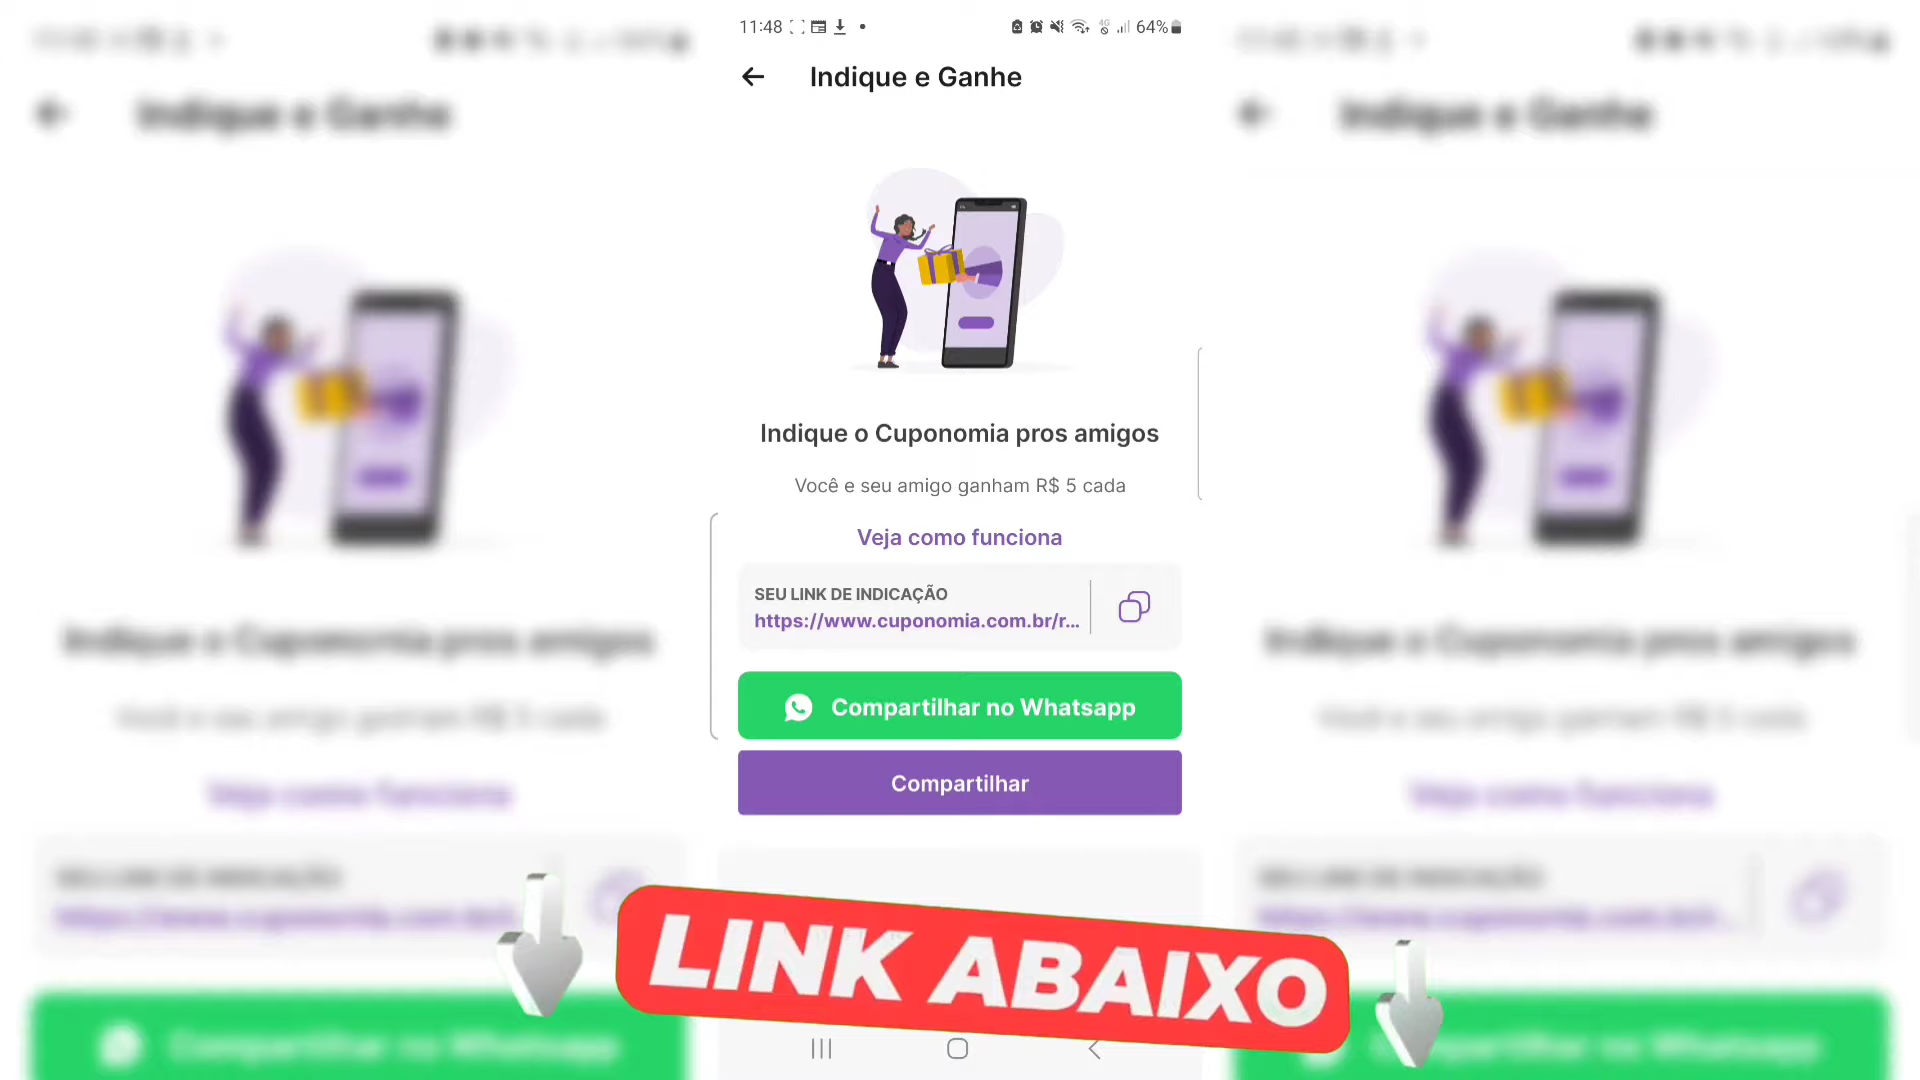 11:48
4G
64%
Indique e Ganhe
Indique o Cuponomia pros amigos
Você e seu amigo ganham R$ 5 cada
Veja como funciona
SEU LINK DE INDICAÇÃO
https://www.cuponomia.com.br/r...
Compartilhar no Whatsapp
Compartilhar
LINK ABAIXO